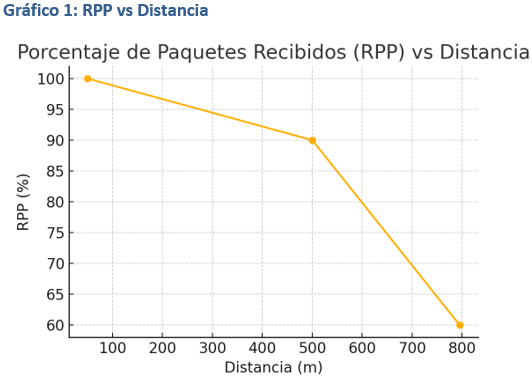 Gráfico 1: RPP vs Distancia
Porcentaje de Paquetes Recibidos (RPP) vs Distancia
100
95
90
85
80
75
70
65
60
RPP (%)
100 200 300 400 500 600 700 800
Distancia (m)